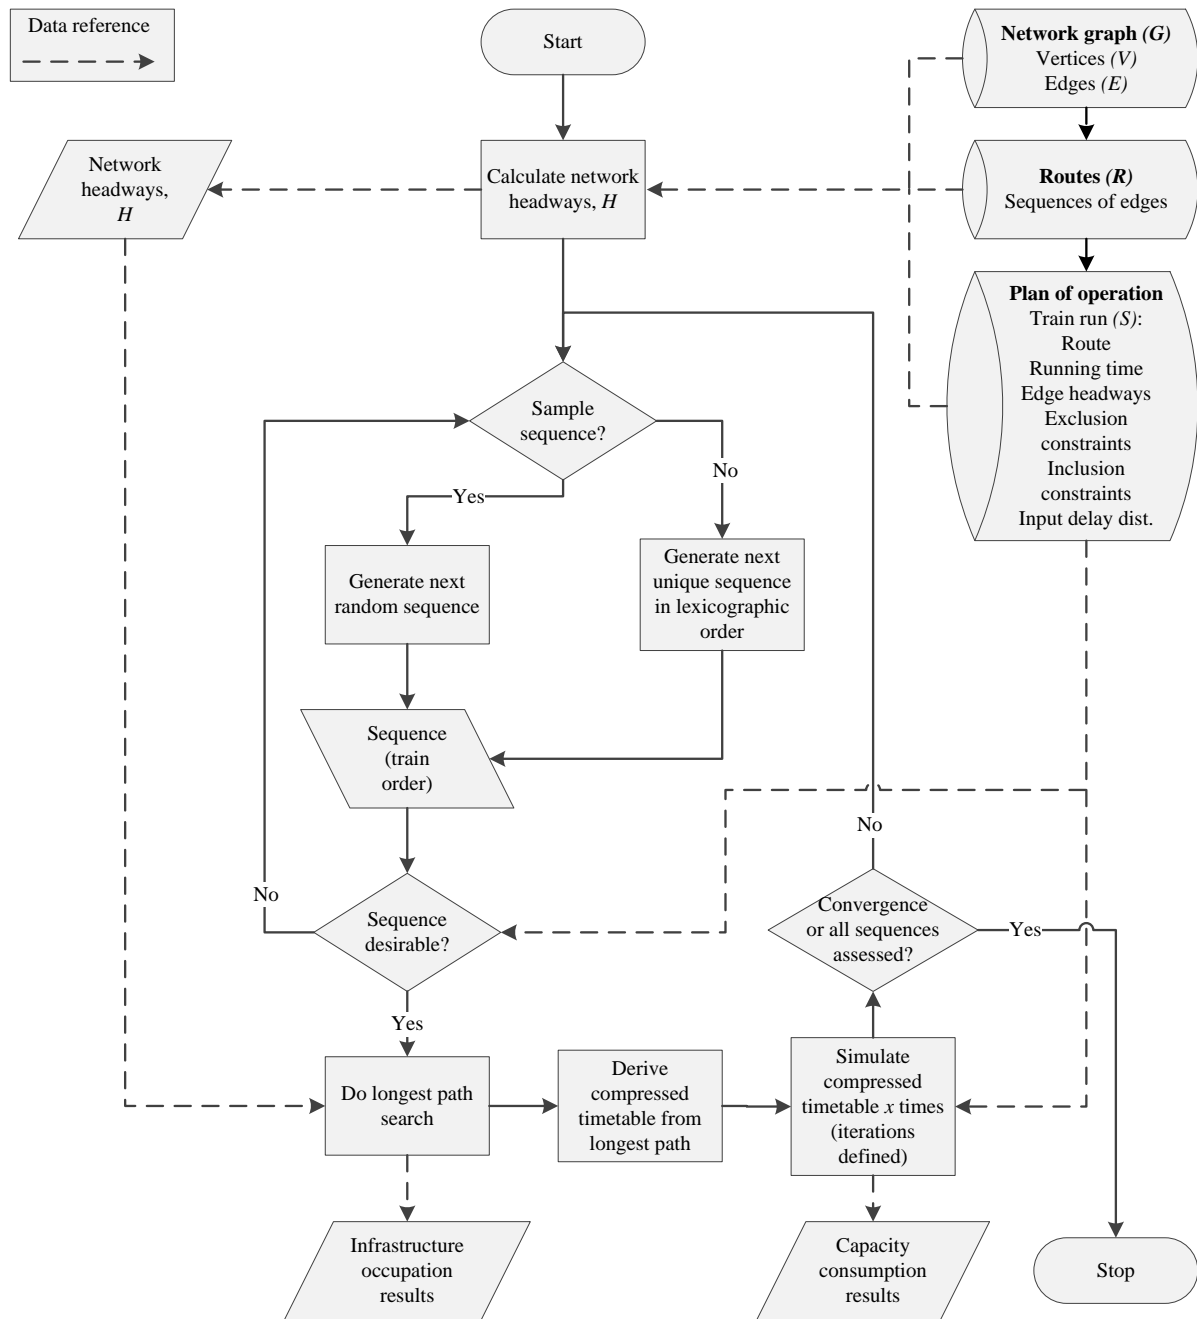 Data reference
Start
Network graph (G)
Vertices (V)
Edges (E)
Network
headways,
H
Calculate network
headways, H
Routes (R)
Sequences of edges
Plan of operation
Train run (S):
Route
Running time
Edge headways
Exclusion
constraints
Inclusion
constraints
Input delay dist.
Sample
sequence?
No
Yes
Generate next
random sequence
Generate next
unique sequence
in lexicographic
order
Sequence
(train
order)
No
No
Sequence
desirable?
Convergence
or all sequences
assessed?
Yes
Yes
Do longest path
search
Derive
compressed
timetable from
longest path
Simulate
compressed
timetable x times
(iterations
defined)
Infrastructure
occupation
results
Capacity
consumption
results
Stop